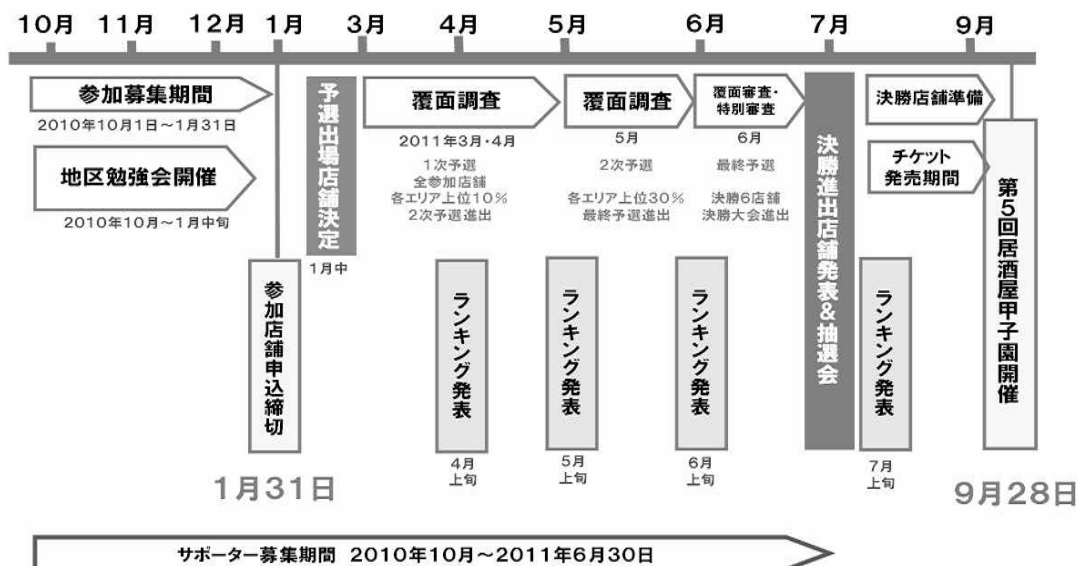 10月 11月 12月 1月 3月 4月 5月 6月 7月 9月
参加募集期間
2010年10月1日～1月31日
地区勉強会開催
2010年10月～1月中旬
参加店舗申込締切
1月31日
予選出場店舗決定
1月中
覆面調査
2011年3月・4月
1次予選
全参加店舗
各エリア上位10％
2次予選進出
ランキング発表
4月
上旬
覆面調査
5月
2次予選
各エリア上位30％
最終予選進出
ランキング発表
5月
上旬
覆面審査・
特別審査
6月
最終予選
決勝6店舗
決勝大会進出
ランキング発表
6月
上旬
決勝進出店舗発表＆抽選会
決勝店舗準備
チケット
発売期間
ランキング発表
7月
上旬
第5回居酒屋甲子園開催
9月28日
サポーター募集期間 2010年10月～2011年6月30日